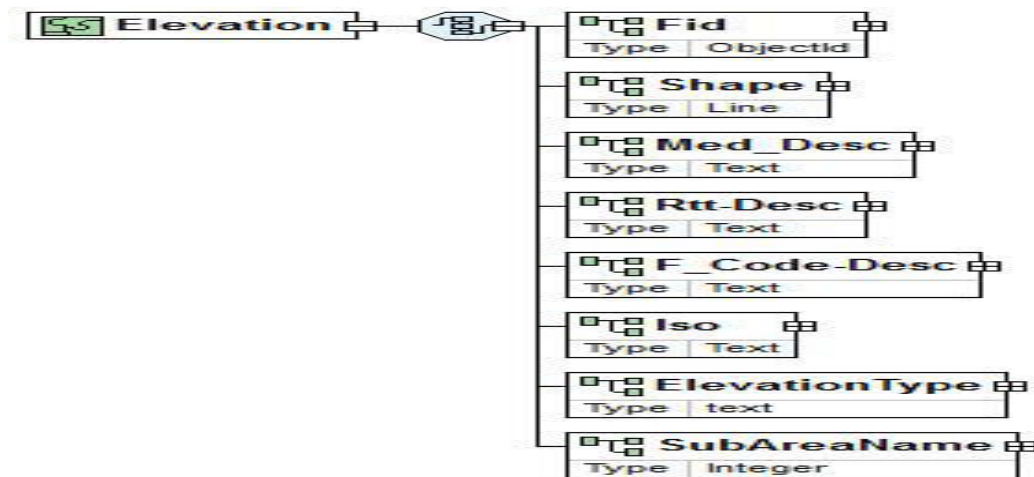 Elevation
Fid
Type ObjectId
Shape
Type Line
Med_Desc
Type Text
Rtt-Desc
Type Text
F_Code-Desc
Type Text
Iso
Type Text
ElevationType
Type text
SubAreaName
Type Integer